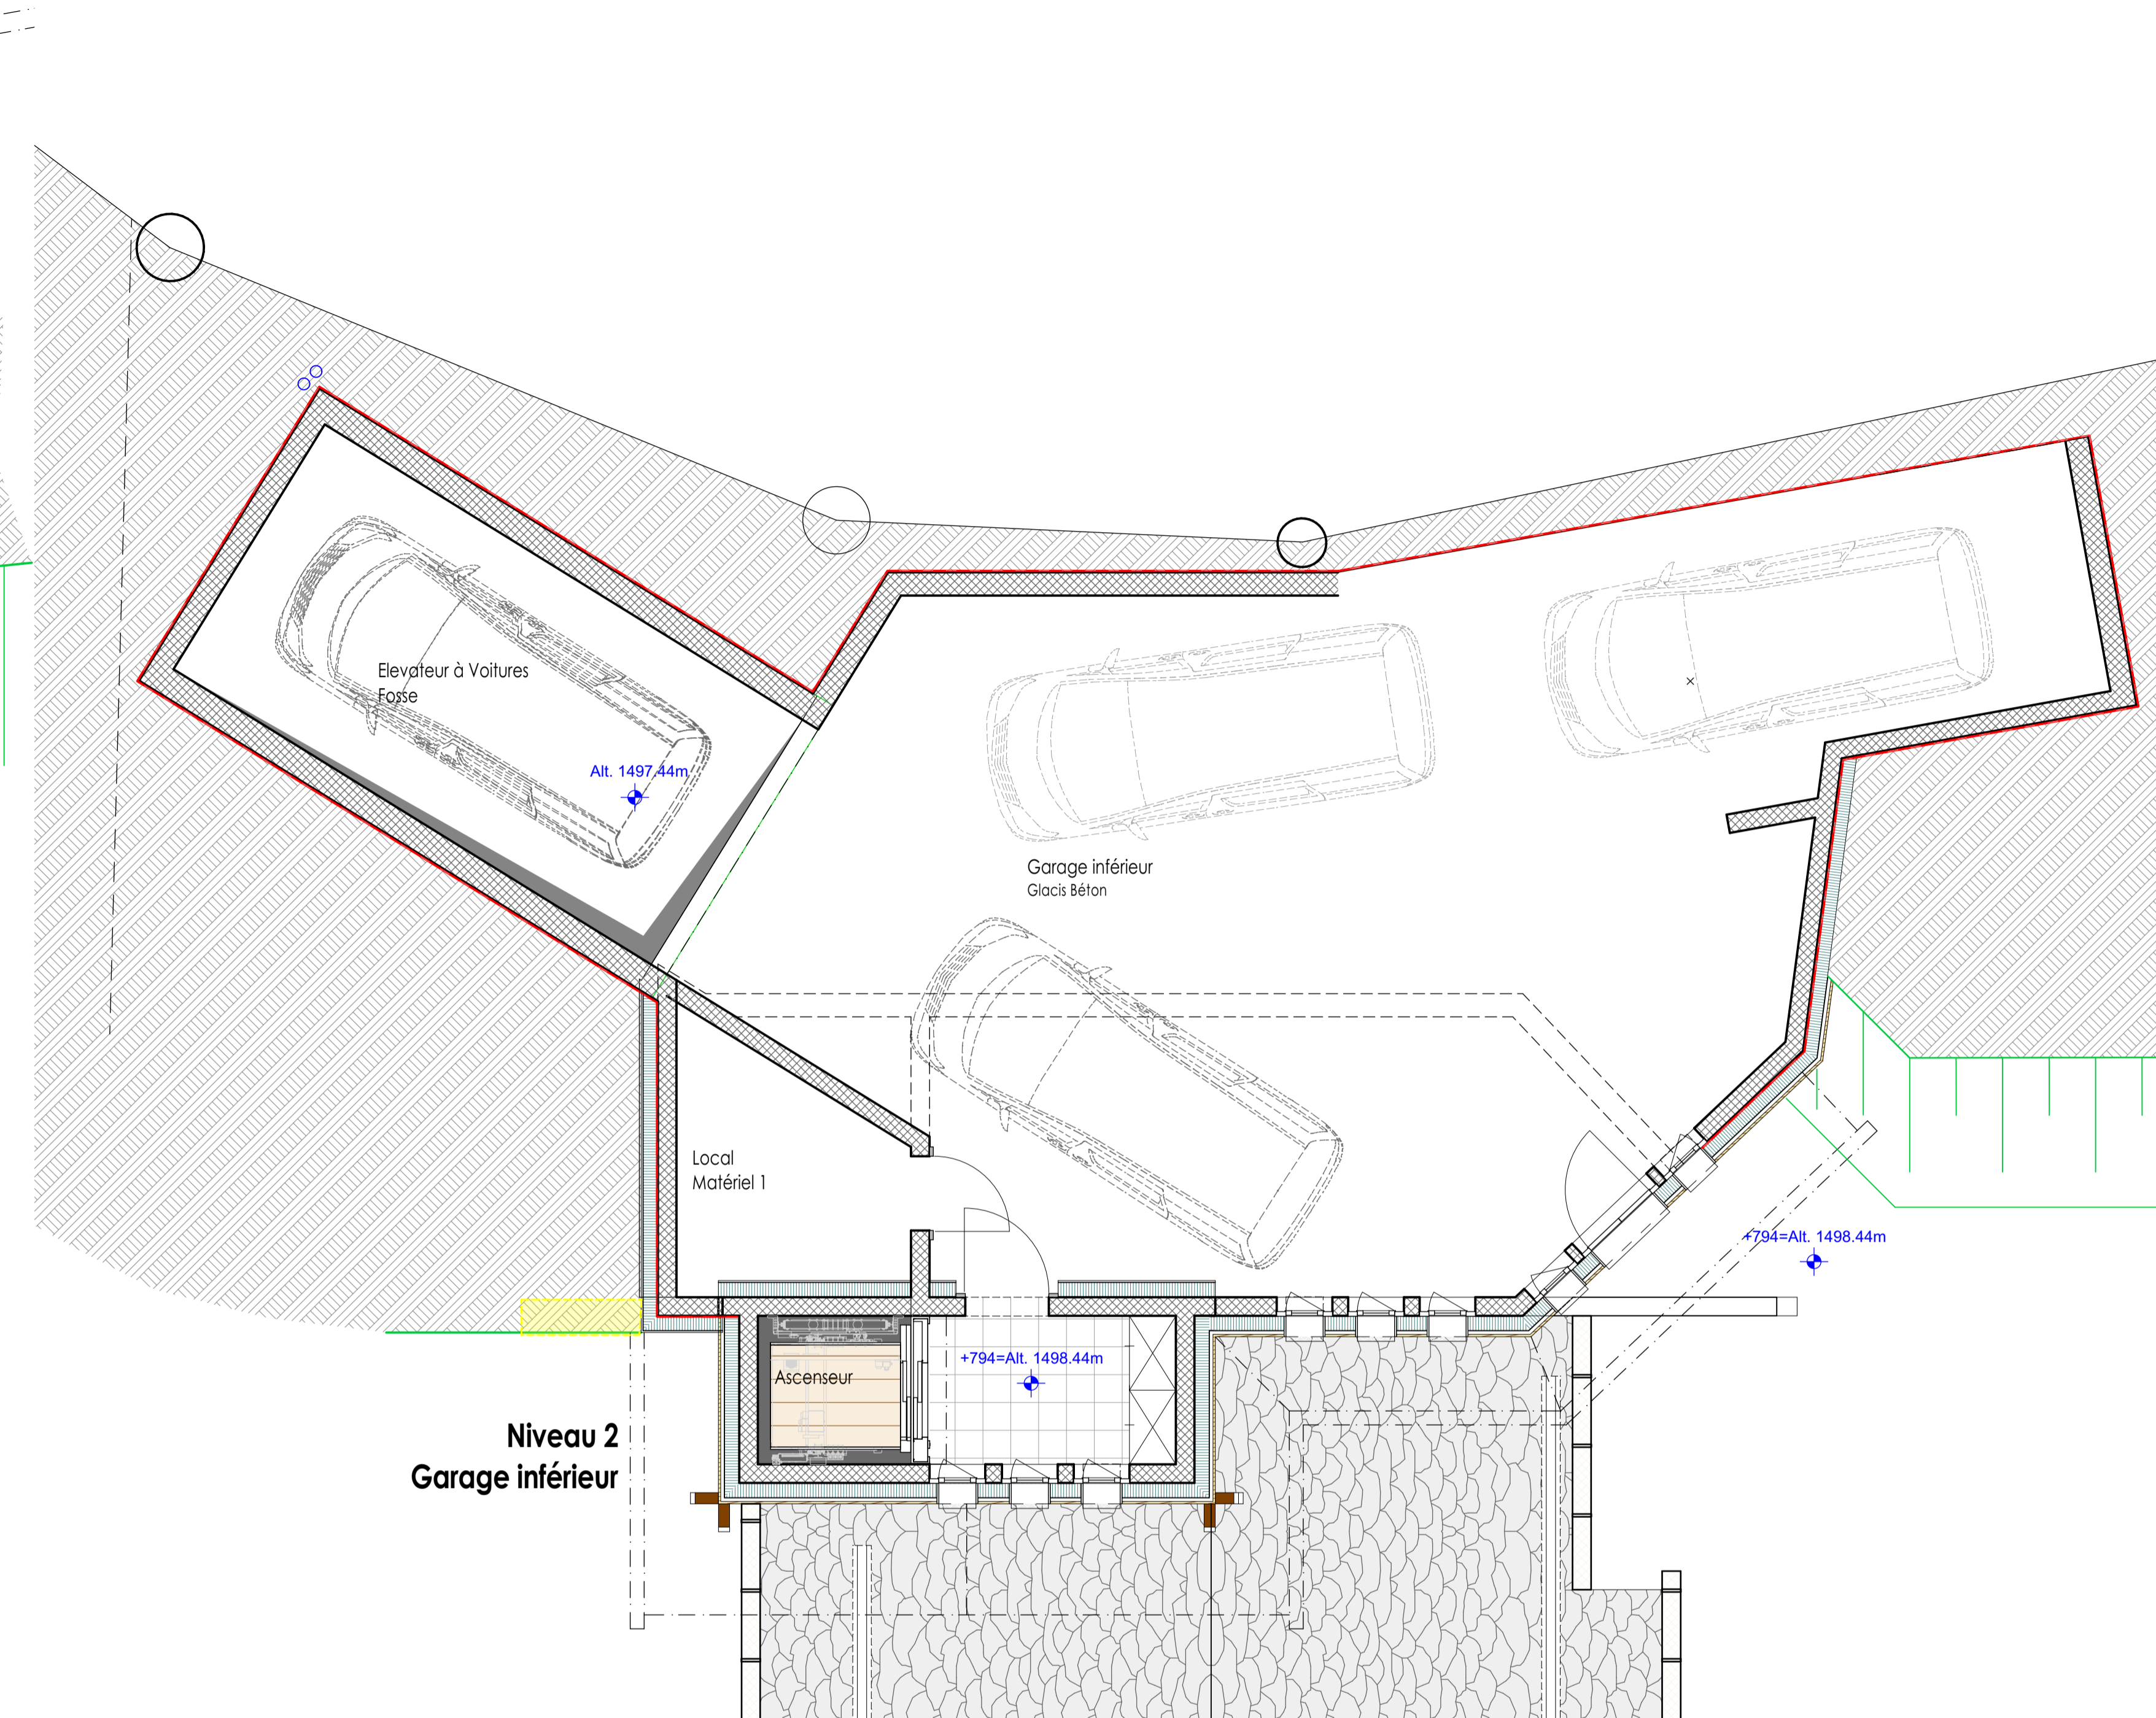 Elevateur à Voitures
Fosse
Alt. 1497.44m
Garage inférieur
Glacis Béton
Local
Matériel 1
+794=Alt. 1498.44m
+794=Alt. 1498.44m
Ascenseur
Niveau 2
Garage inférieur